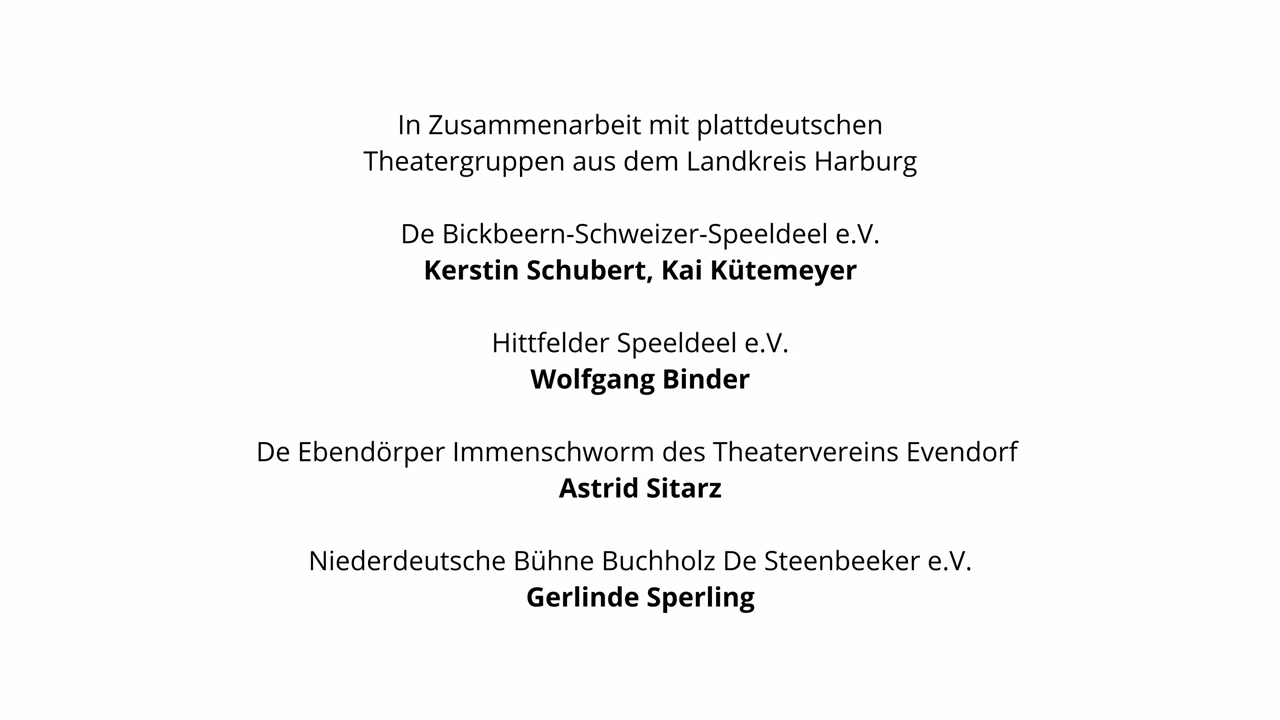 In Zusammenarbeit mit plattdeutschen
Theatergruppen aus dem Landkreis Harburg
De Bickbeern-Schweizer-Speeldeel e.V.
Kerstin Schubert, Kai Kütemeyer
Hittfelder Speeldeel e.V.
Wolfgang Binder
De Ebendörper Immenschworm des Theatervereins Evendorf
Astrid Sitarz
Niederdeutsche Bühne Buchholz De Steenbeeker e.V.
Gerlinde Sperling